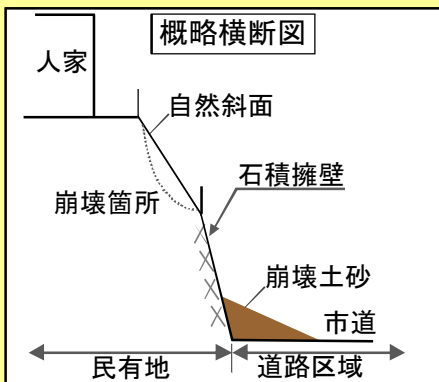 概略横断図
人家
自然斜面
石積擁壁
崩壊箇所
崩壊土砂
市道
民有地
道路区域